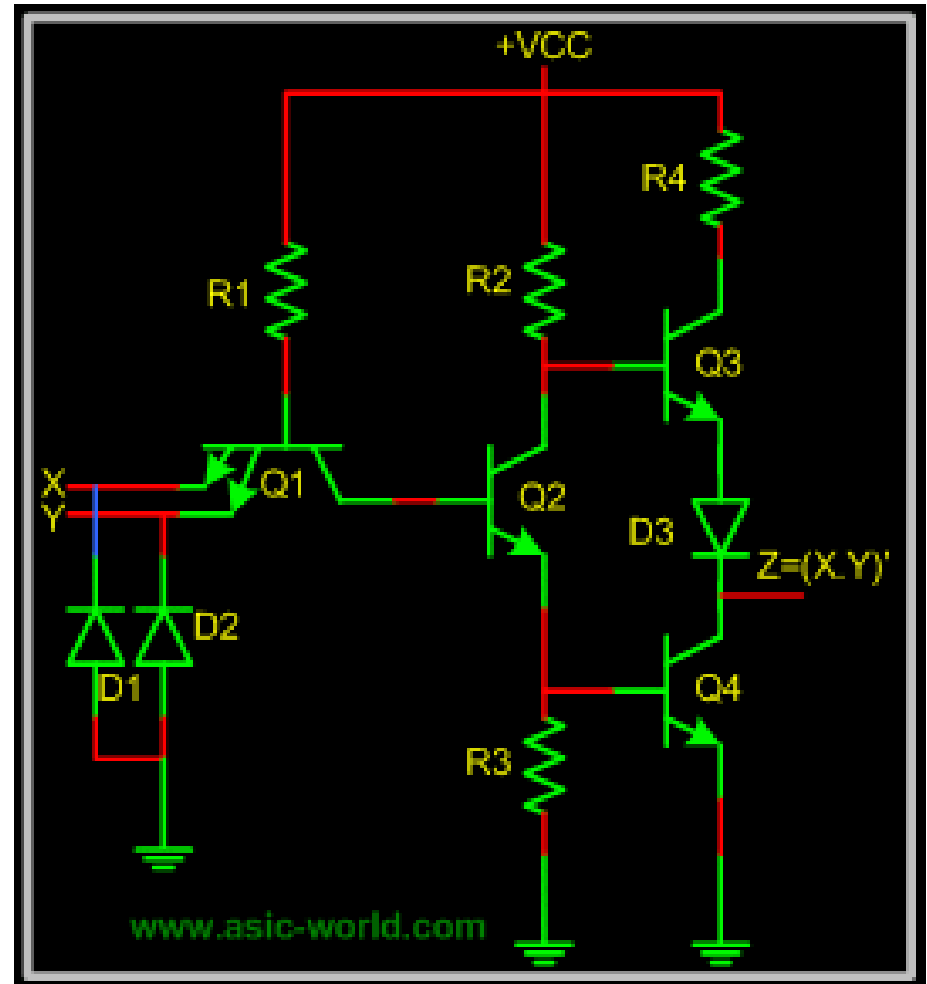 +VCC
R4
R1
R2
Q3
X
Q1
Y
Q2
D3
Z=(X.Y)'
D2
D1
Q4
R3
www.asic-world.com